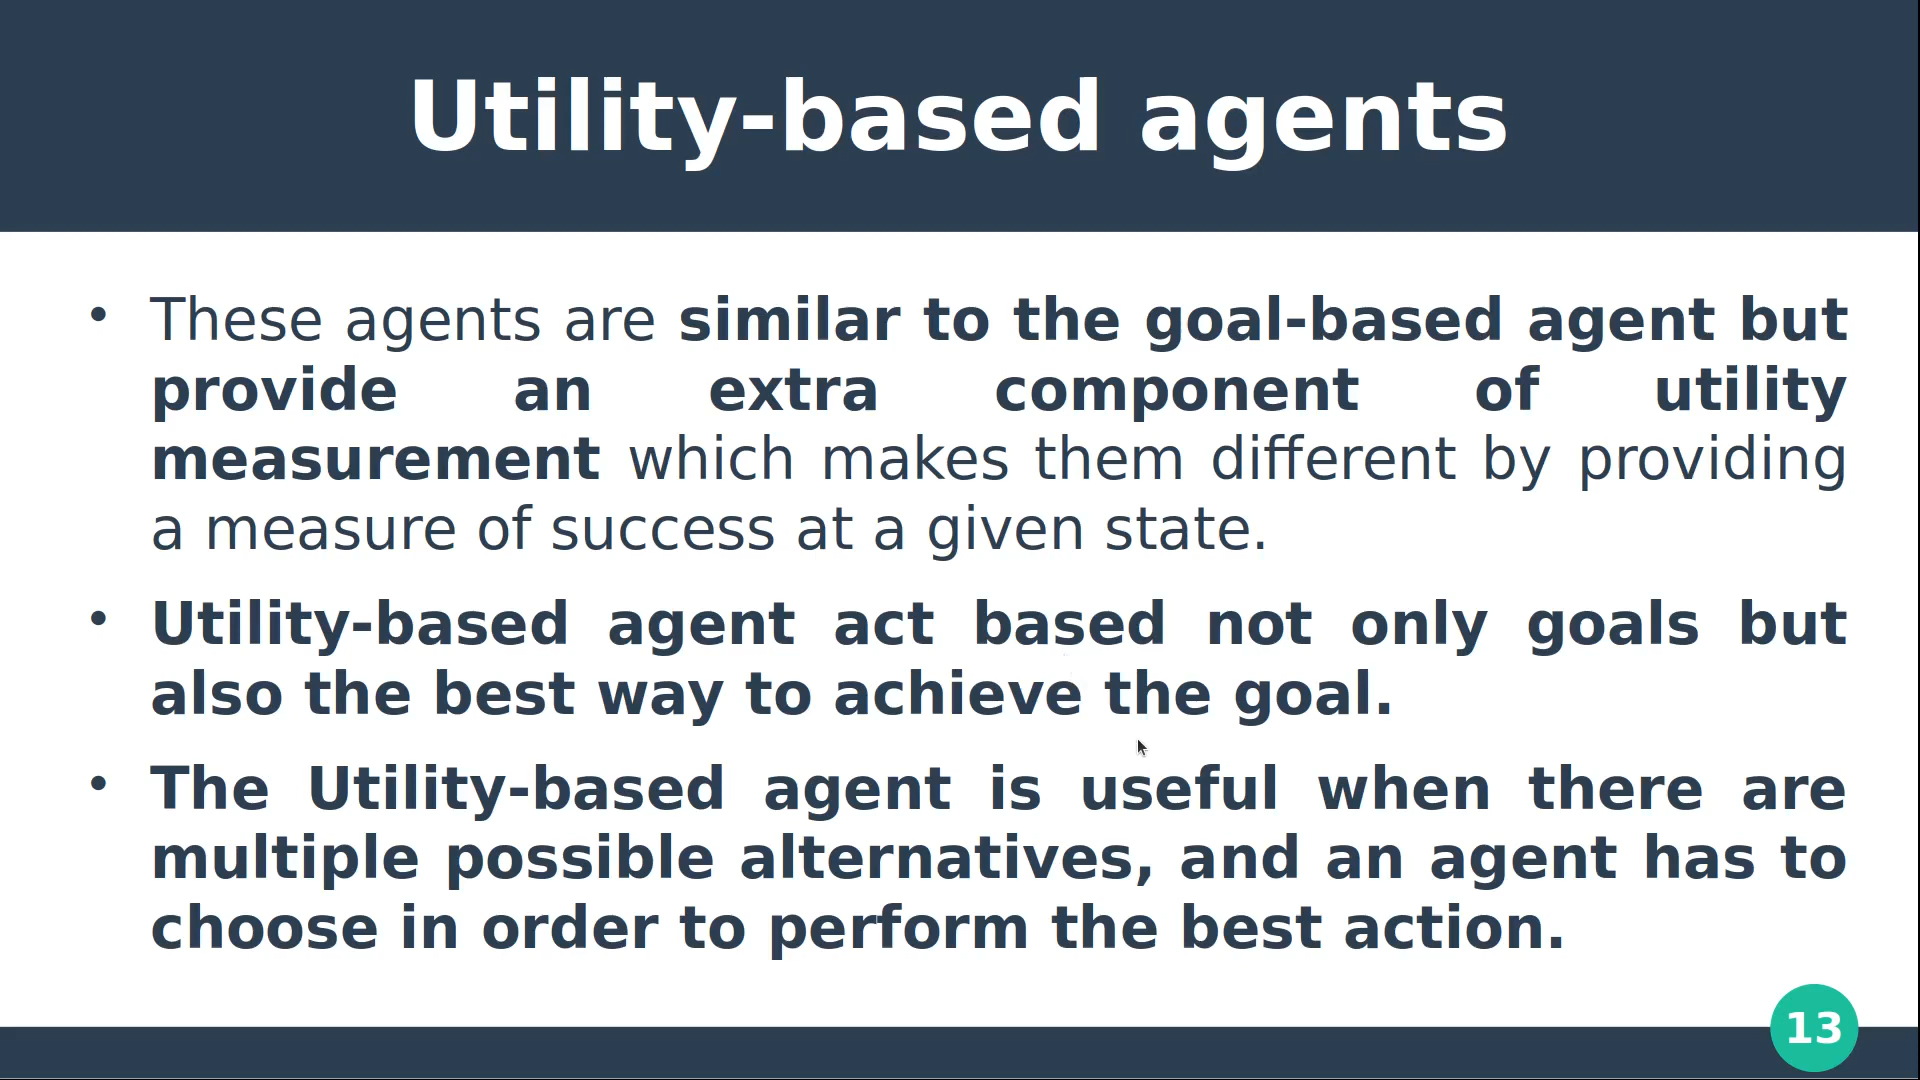 Utility-based agents
• These agents are similar to the goal-based agent but
provide an extra component of utility
measurement which makes them different by providing
a measure of success at a given state.
• Utility-based agent act based not only goals but
also the best way to achieve the goal.
• The Utility-based agent is useful when there are
multiple possible alternatives, and an agent has to
choose in order to perform the best action.
13